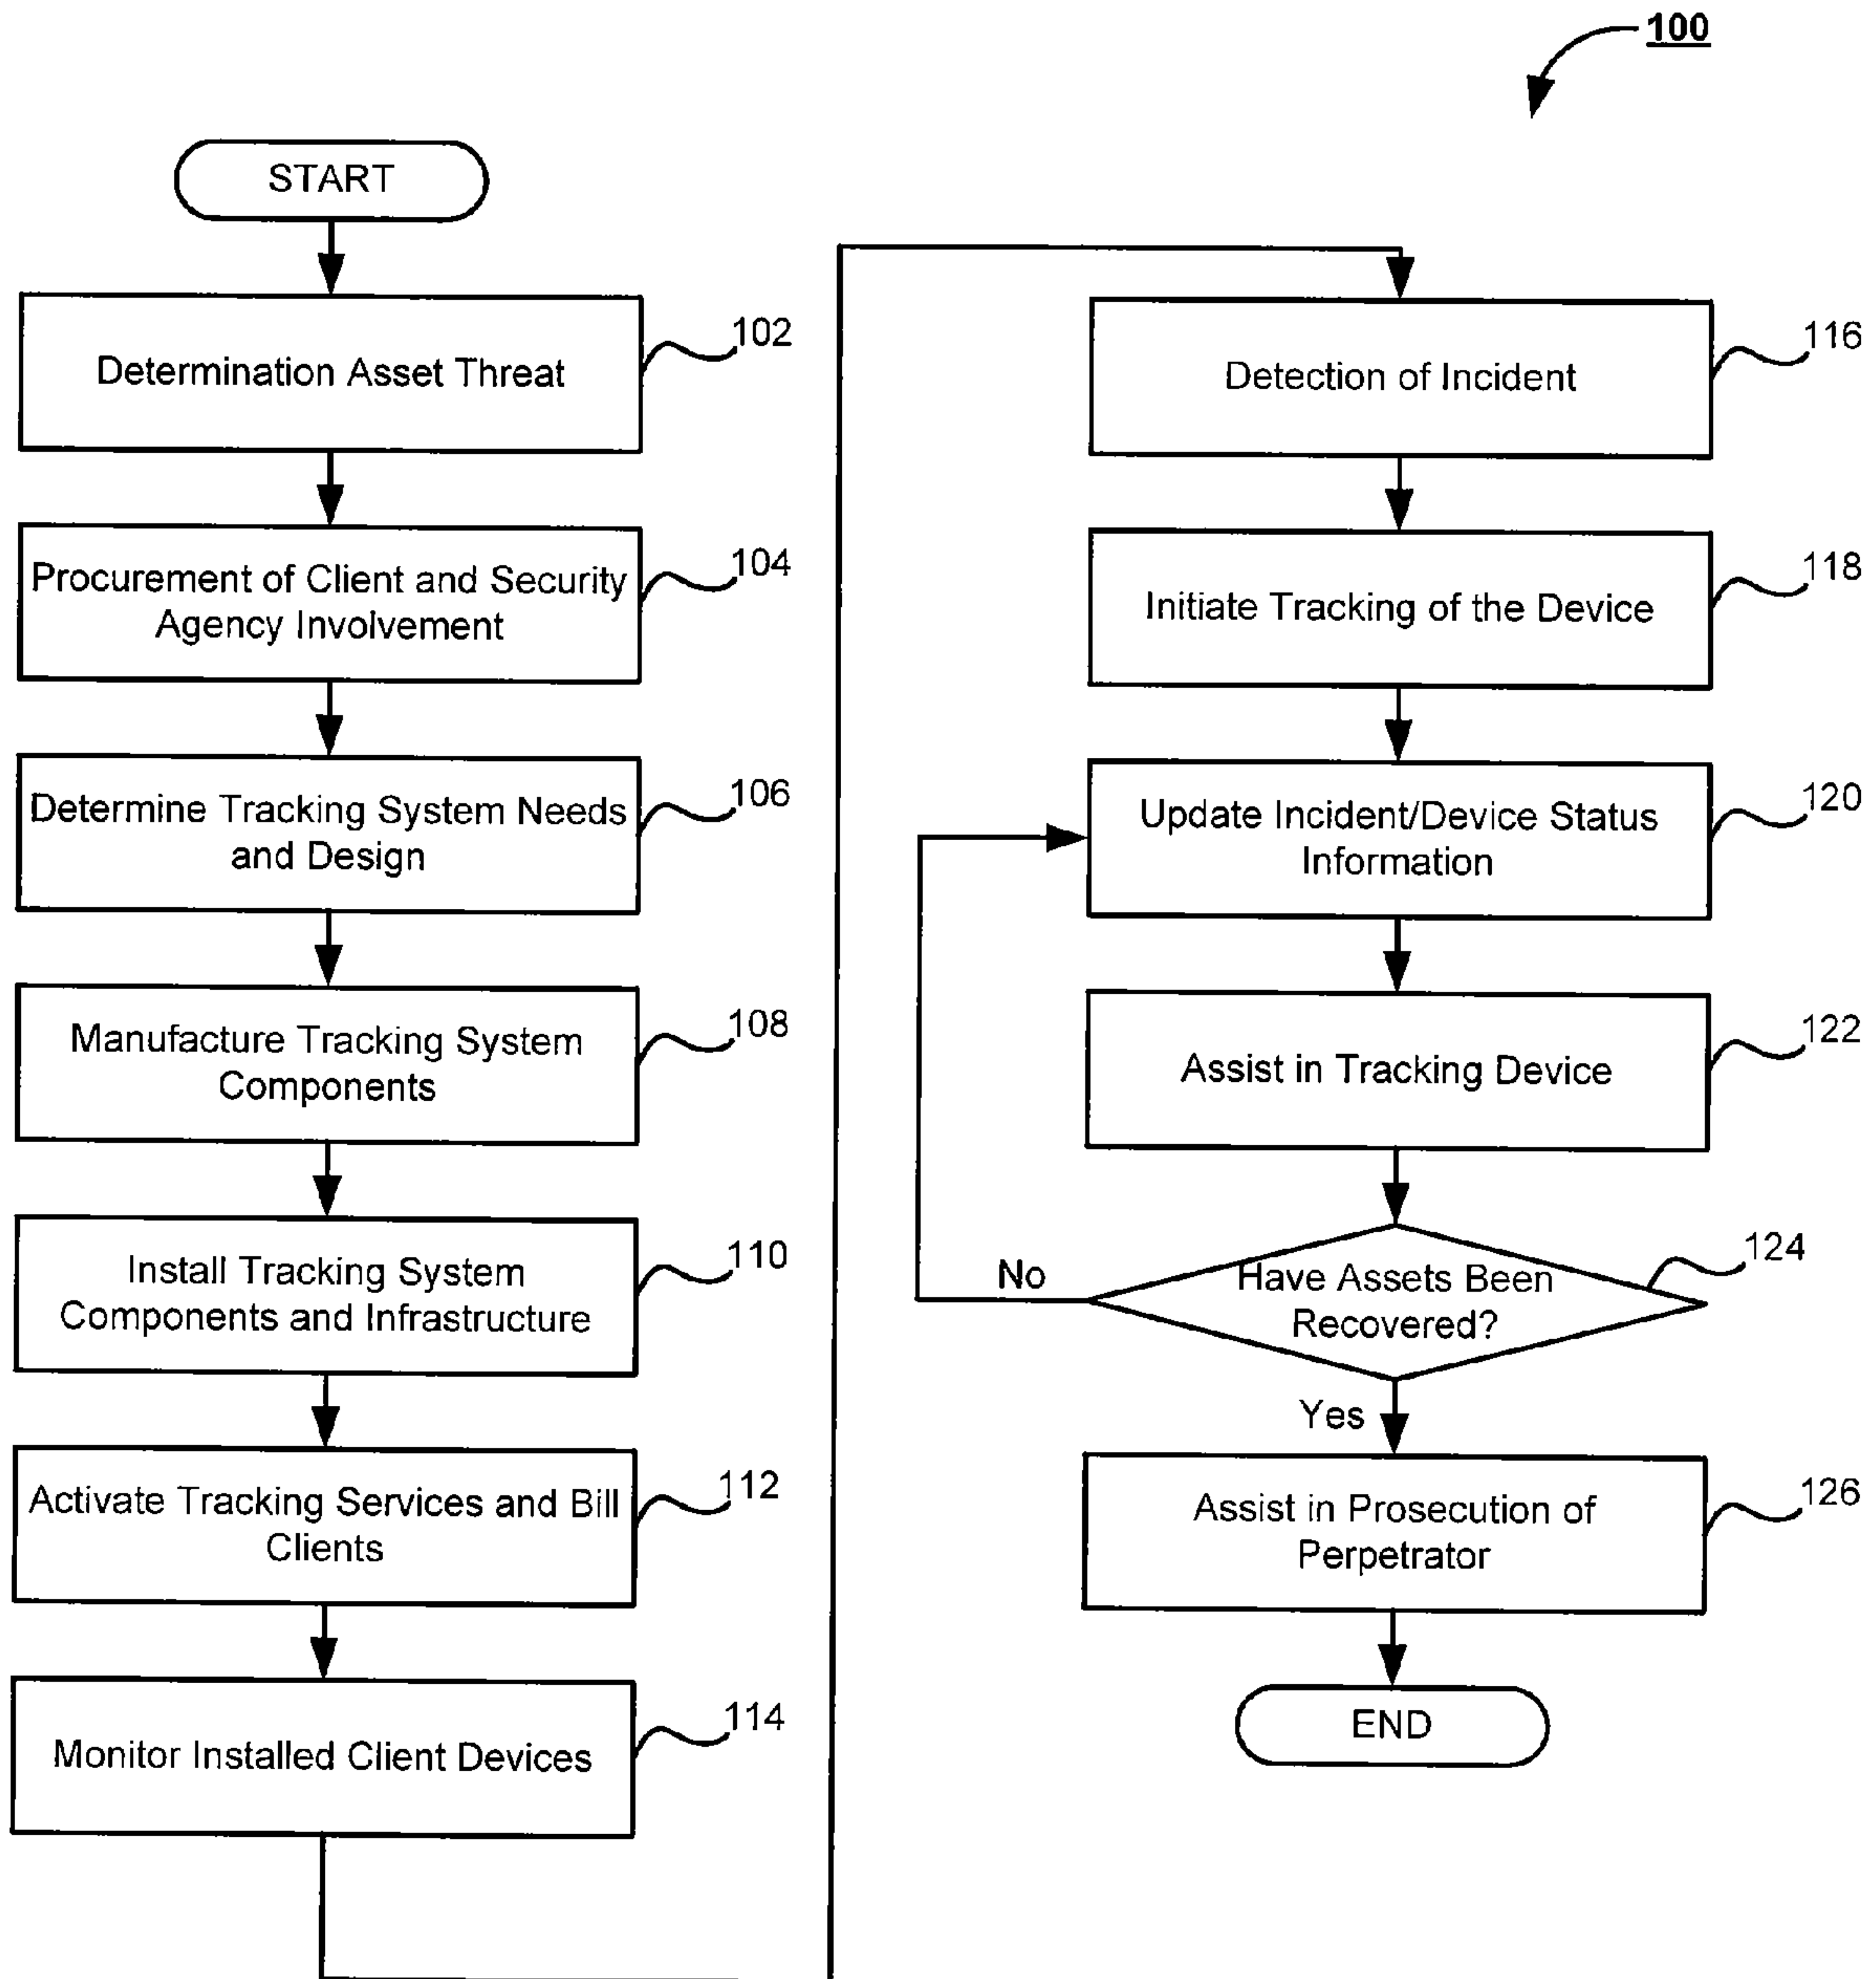 100
START
Determination Asset Threat
102
Procurement of Client and Security
Agency Involvement
104
Determine Tracking System Needs
and Design
106
Manufacture Tracking System
Components
108
Install Tracking System
Components and Infrastructure
110
Activate Tracking Services and Bill
Clients
112
Monitor Installed Client Devices
114
Detection of Incident
116
Initiate Tracking of the Device
118
Update Incident/Device Status
Information
120
Assist in Tracking Device
122
Have Assets Been
Recovered?
124
No
Yes
Assist in Prosecution of
Perpetrator
126
END